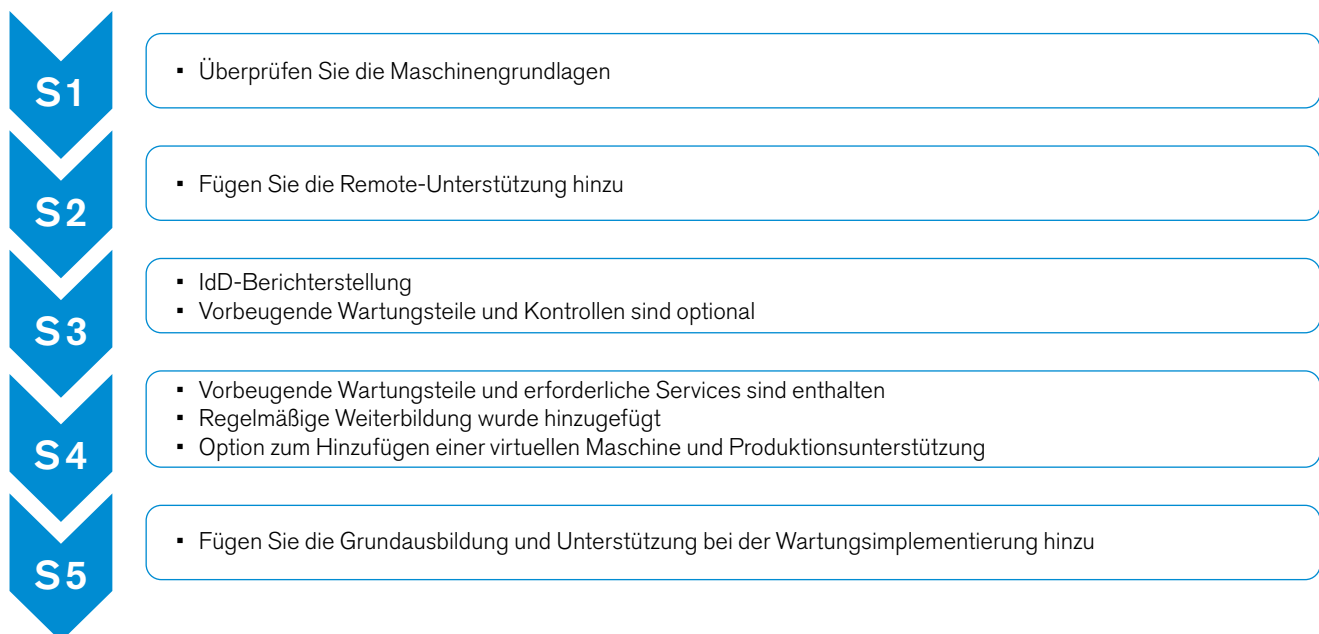 S1
▪ Überprüfen Sie die Maschinengrundlagen
S2
▪ Fügen Sie die Remote-Unterstützung hinzu
S3
▪ IdD-Berichterstellung
▪ Vorbeugende Wartungsteile und Kontrollen sind optional
S4
▪ Vorbeugende Wartungsteile und erforderliche Services sind enthalten
▪ Regelmäßige Weiterbildung wurde hinzugefügt
▪ Option zum Hinzufügen einer virtuellen Maschine und Produktionsunterstützung
S5
▪ Fügen Sie die Grundausbildung und Unterstützung bei der Wartungsimplementierung hinzu